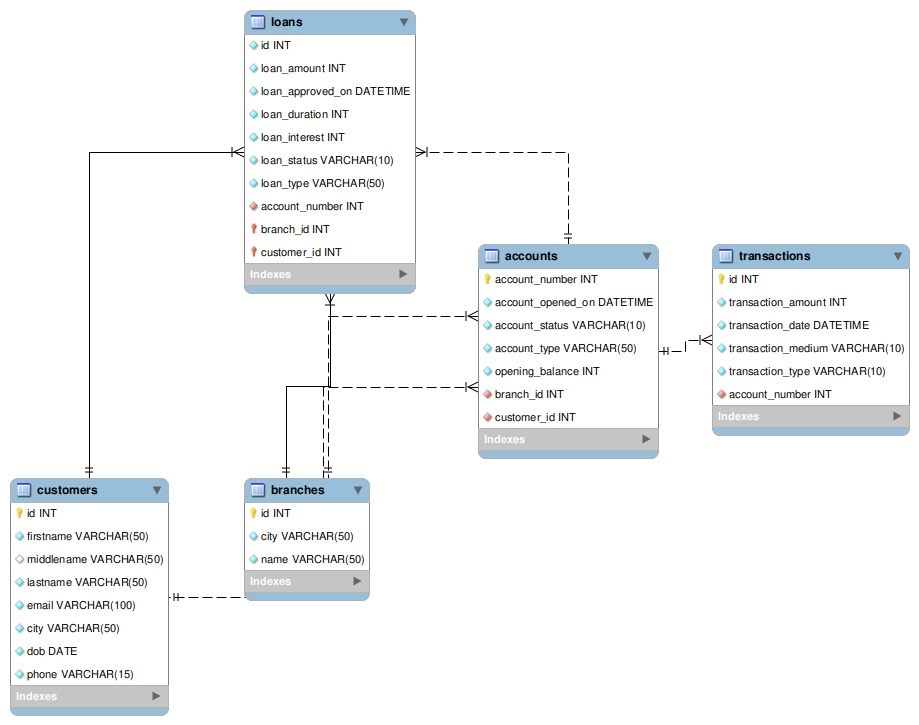 loans
id INT
loan_amount INT
loan_approved_on DATETIME
loan_duration INT
loan_interest INT
loan_status VARCHAR(10)
loan_type VARCHAR(50)
account_number INT
branch_id INT
customer_id INT
Indexes
accounts
account_number INT
account_opened_on DATETIME
account_status VARCHAR(10)
account_type VARCHAR(50)
opening_balance INT
branch_id INT
customer_id INT
Indexes
transactions
id INT
transaction_amount INT
transaction_date DATETIME
transaction_medium VARCHAR(10)
transaction_type VARCHAR(10)
account_number INT
Indexes
customers
id INT
firstname VARCHAR(50)
middlename VARCHAR(50)
lastname VARCHAR(50)
email VARCHAR(100)
city VARCHAR(50)
dob DATE
phone VARCHAR(15)
Indexes
branches
id INT
city VARCHAR(50)
name VARCHAR(50)
Indexes